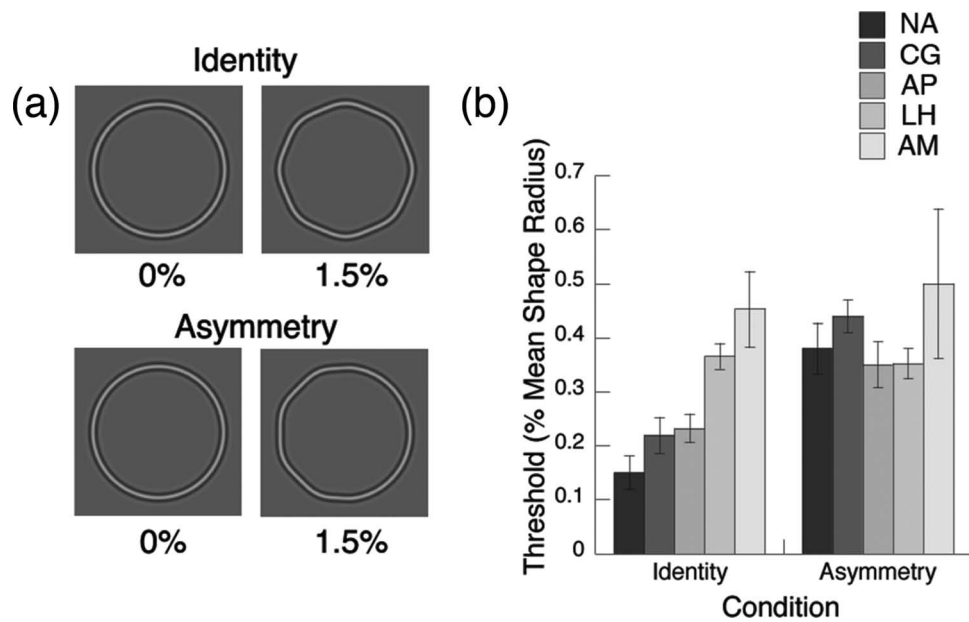 (a)
Identity
0%
1.5%
Asymmetry
0%
1.5%
(b)
NA
CG
AP
LH
AM
Threshold (% Mean Shape Radius)
0.7
0.6
0.5
0.4
0.3
0.2
0.1
0
Identity
Asymmetry
Condition